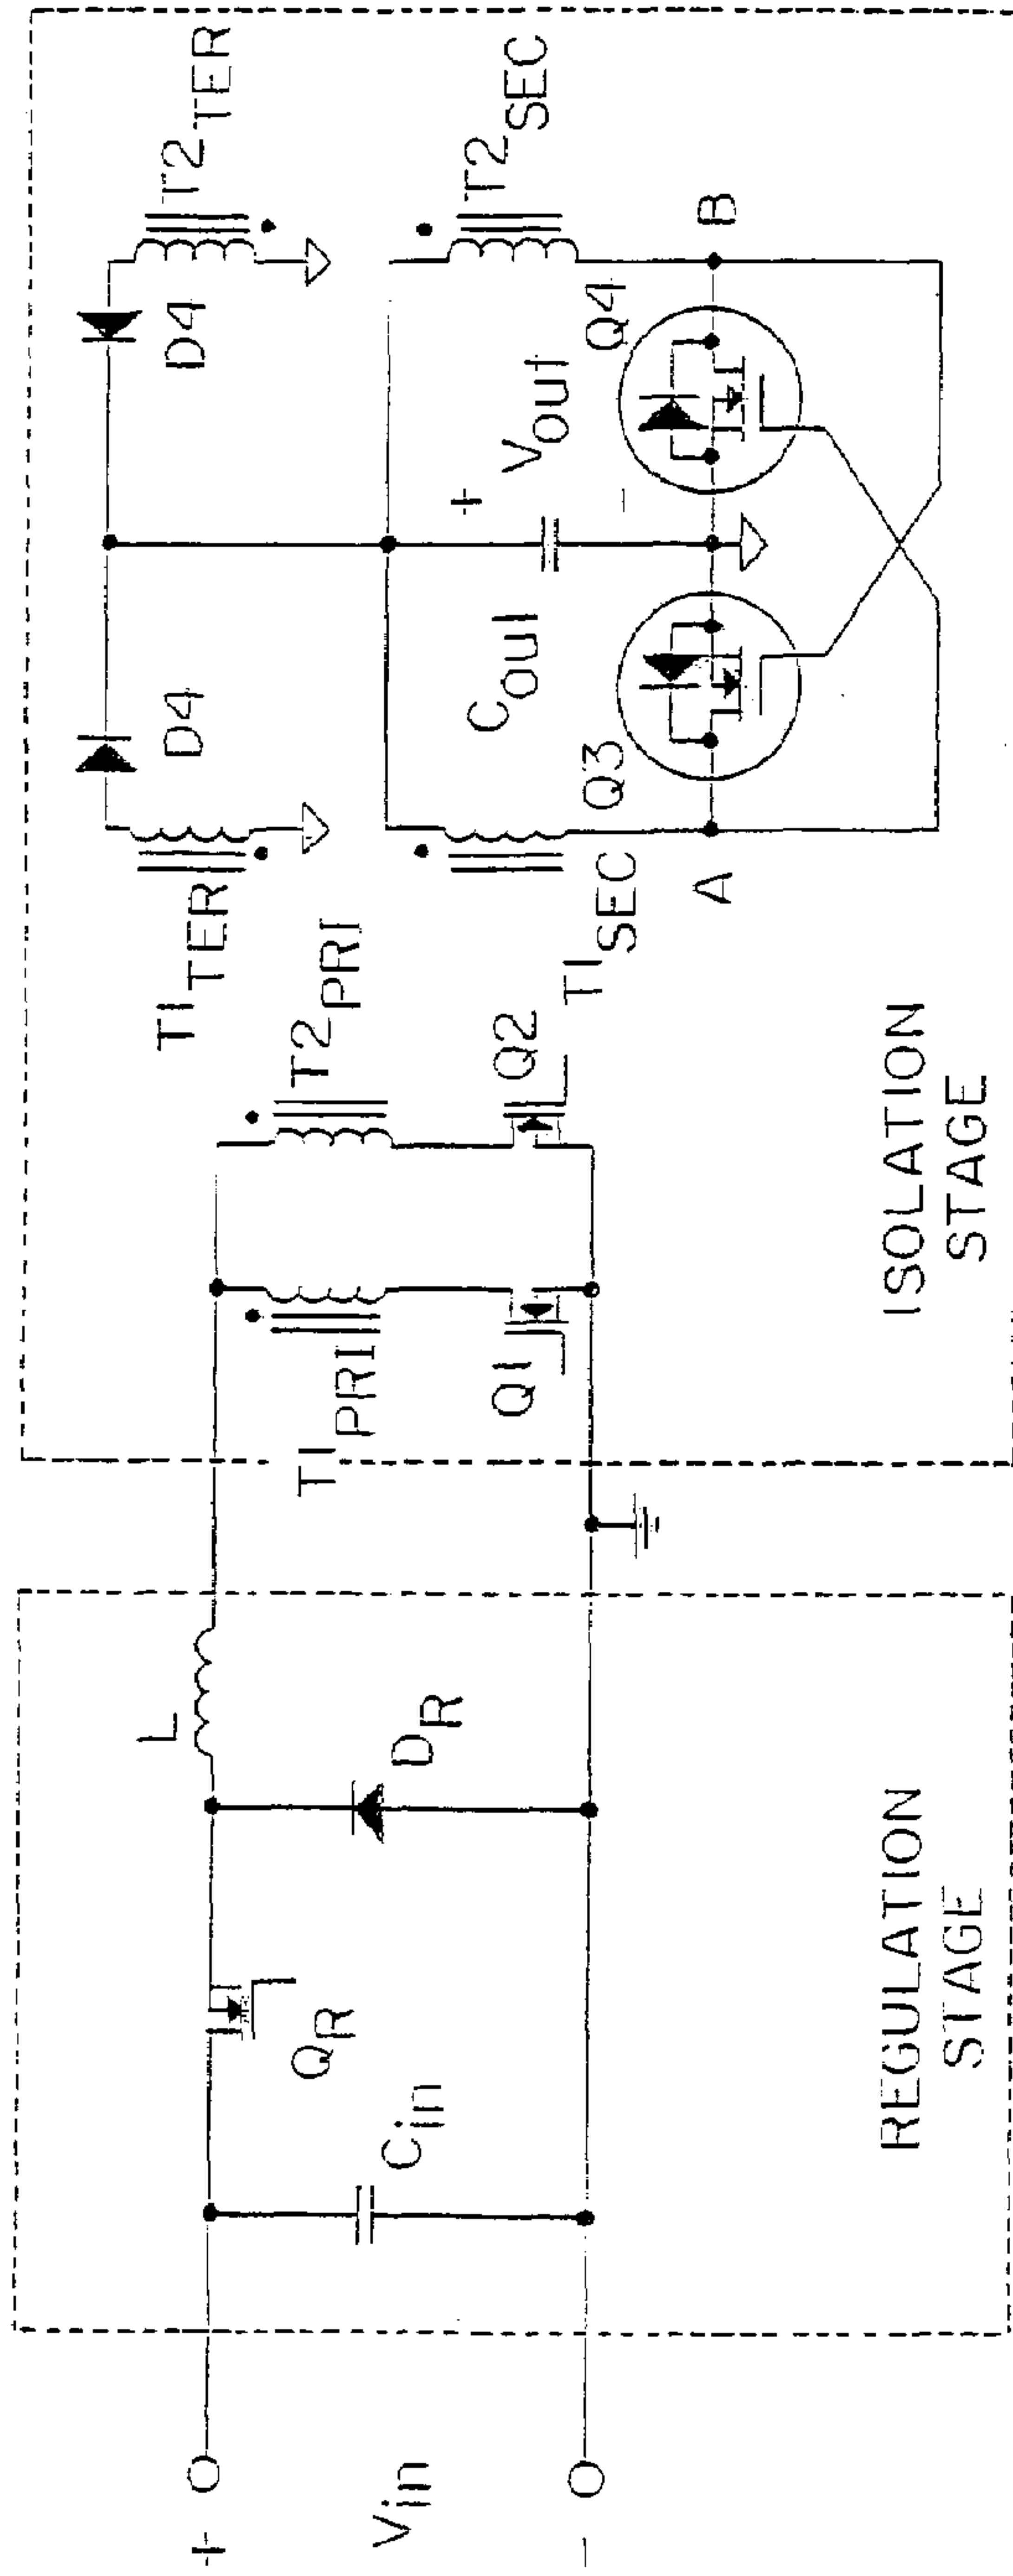 +
V_in
-
C_in
Q_R
D_R
L
REGULATION
STAGE
T1_PRI
Q1
T2_PRI
Q2
T1_TER
D4
D4
T2_TER
T1_SEC
T2_SEC
C_out
+
V_out
-
Q3
Q4
A
B
ISOLATION
STAGE